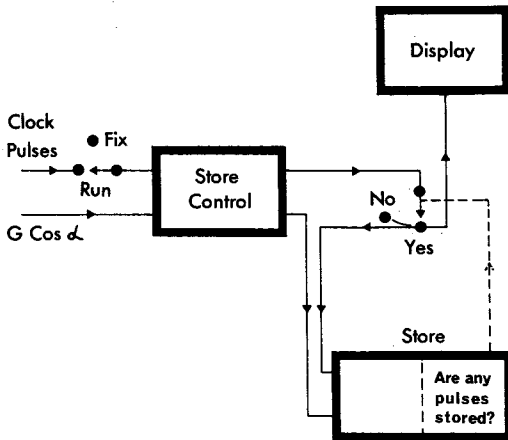 Display
Clock
Pulses
Fix
Run
G Cos α
Store
Control
No
Yes
Store
Are any
pulses
stored?